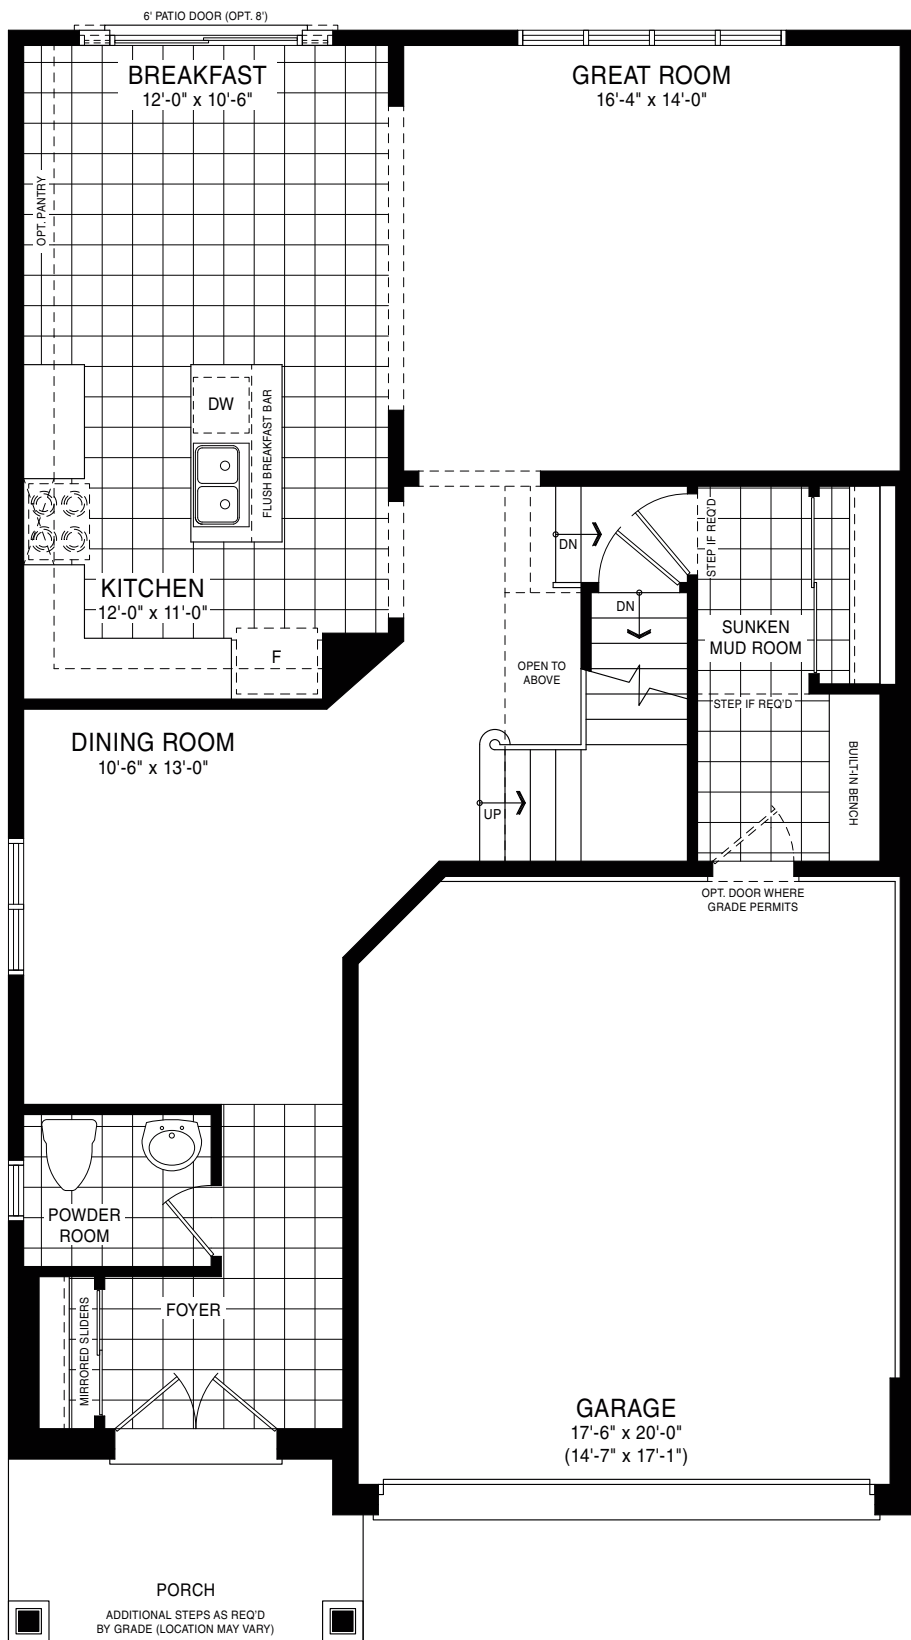 6' PATIO DOOR (OPT. 8')
BREAKFAST
12'-0" x 10'-6"
GREAT ROOM
16'-4" x 14'-0"
OPT. PANTRY
DW
FLUSH BREAKFAST BAR
KITCHEN
12'-0" x 11'-0"
F
DN
STEP IF REQ'D
DN
SUNKEN
MUD ROOM
OPEN TO
ABOVE
STEP IF REQ'D
DINING ROOM
10'-6" x 13'-0"
BUILT-IN BENCH
UP
OPT. DOOR WHERE
GRADE PERMITS
POWDER
ROOM
FOYER
MIRRORED SLIDERS
GARAGE
17'-6" x 20'-0"
(14'-7" x 17'-1")
PORCH
ADDITIONAL STEPS AS REQ'D
BY GRADE (LOCATION MAY VARY)